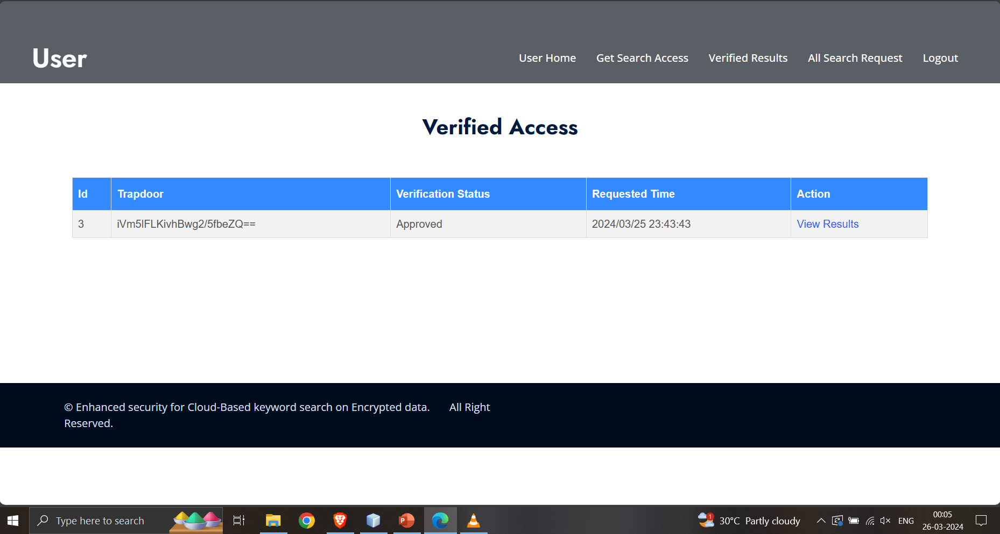 User
User Home Get Search Access Verified Results All Search Request Logout
Verified Access
Id Trapdoor Verification Status Requested Time Action
3 iVm5lFLKivhBwg2/5fbeZQ== Approved 2024/03/25 23:43:43 View Results
© Enhanced security for Cloud-Based keyword search on Encrypted data. All Right
Reserved.
Type here to search 1 30°C Partly cloudy ENG 00:05
26-03-2024